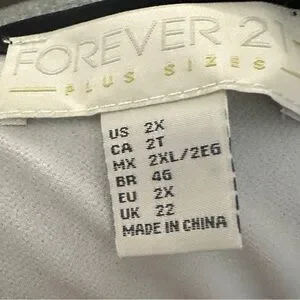 FOREVER 21
PLUS SIZES
US 2X
CA 2T
MX 2XL/2EG
BR 46
EU 2X
UK 22
MADE IN CHINA